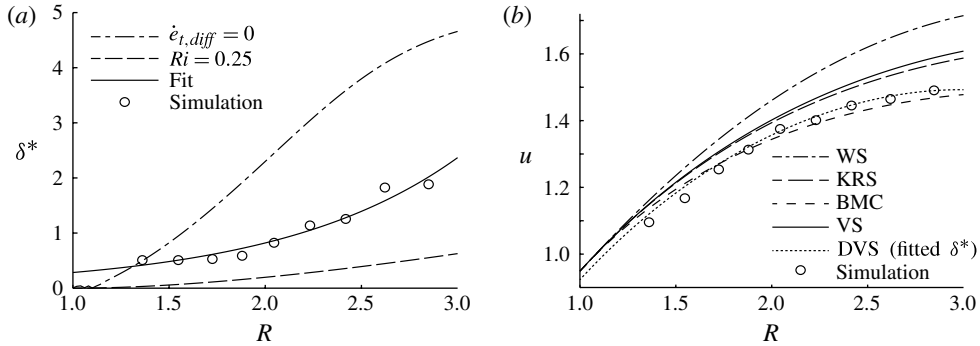 (a)
5
4
3
2
1
0
δ*
ė_{t,diff} = 0
Ri = 0.25
Fit
Simulation
1.0
1.5
2.0
2.5
3.0
R
(b)
1.6
1.4
1.2
1.0
u
WS
KRS
BMC
VS
DVS (fitted δ*)
Simulation
1.0
1.5
2.0
2.5
3.0
R